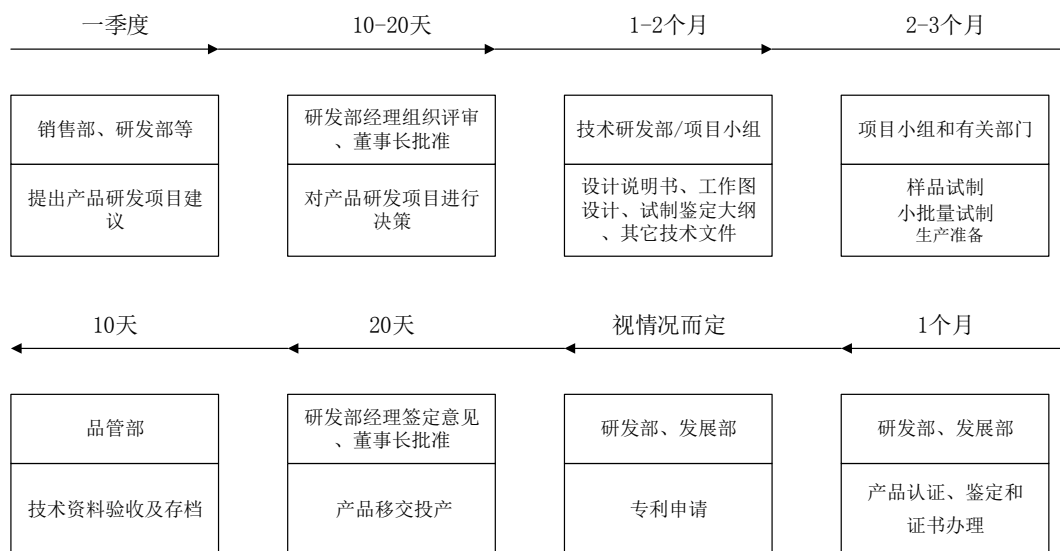 一季度
10-20天
1-2个月
2-3个月
销售部、研发部等
提出产品研发项目建
议
研发部经理组织评审
、董事长批准
对产品研发项目进行
决策
技术研发部/项目小组
设计说明书、工作图
设计、试制鉴定大纲
、其它技术文件
项目小组和有关部门
样品试制
小批量试制
生产准备
10天
20天
视情况而定
1个月
品管部
技术资料验收及存档
研发部经理签定意见
、董事长批准
产品移交投产
研发部、发展部
专利申请
研发部、发展部
产品认证、鉴定和
证书办理